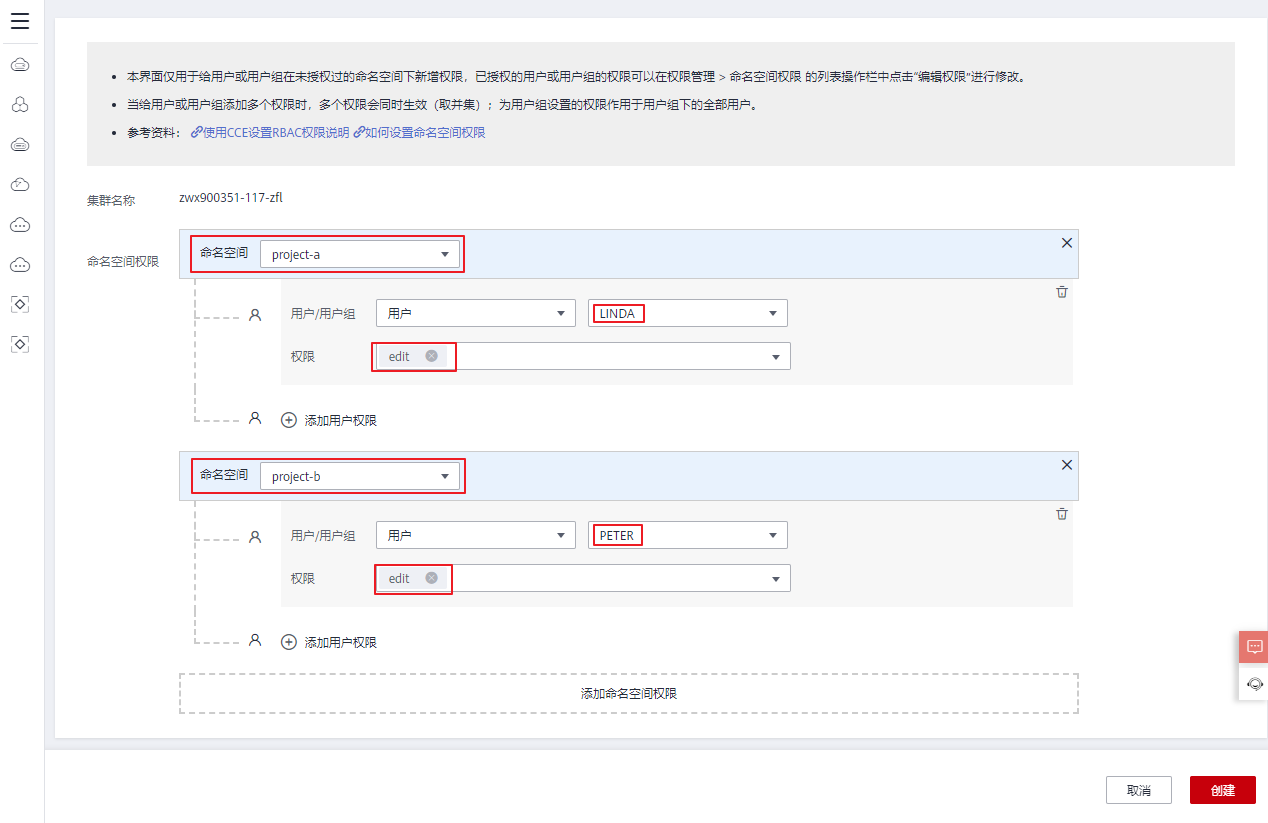 本界面仅用于给用户或用户组在未授权过的命名空间下新增权限，已授权的用户或用户组的权限可以在权限管理 > 命名空间权限 的列表操作栏中点击“编辑权限”进行修改。
当给用户或用户组添加多个权限时，多个权限会同时生效（取并集）；为用户组设置的权限作用于用户组下的全部用户。
参考资料： 使用CCE设置RBAC权限说明 如何设置命名空间权限
集群名称 zwx900351-117-zfl
命名空间权限
命名空间 project-a
用户/用户组 用户 LINDA
权限 edit
添加用户权限
命名空间 project-b
用户/用户组 用户 PETER
权限 edit
添加用户权限
添加命名空间权限
取消 创建